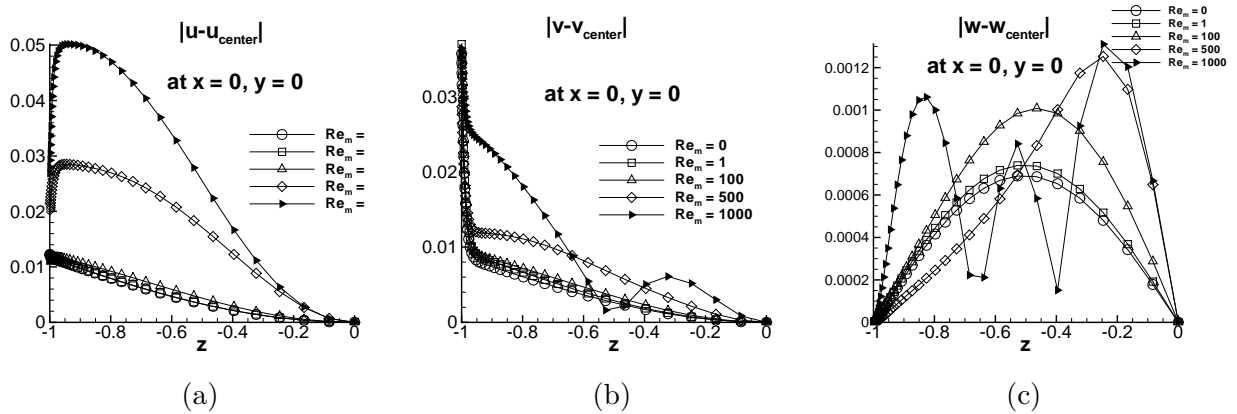 |u-u_center|
at x = 0, y = 0
0.05
0.04
0.03
0.02
0.01
0
Re_m =
Re_m =
Re_m =
Re_m =
Re_m =
-1 -0.8 -0.6 -0.4 -0.2 0
z
(a)
|v-v_center|
at x = 0, y = 0
0.03
0.02
0.01
0
Re_m = 0
Re_m = 1
Re_m = 100
Re_m = 500
Re_m = 1000
-1 -0.8 -0.6 -0.4 -0.2 0
z
(b)
|w-w_center|
at x = 0, y = 0
Re_m = 0
Re_m = 1
Re_m = 100
Re_m = 500
Re_m = 1000
0.0012
0.001
0.0008
0.0006
0.0004
0.0002
0
-1 -0.8 -0.6 -0.4 -0.2 0
z
(c)